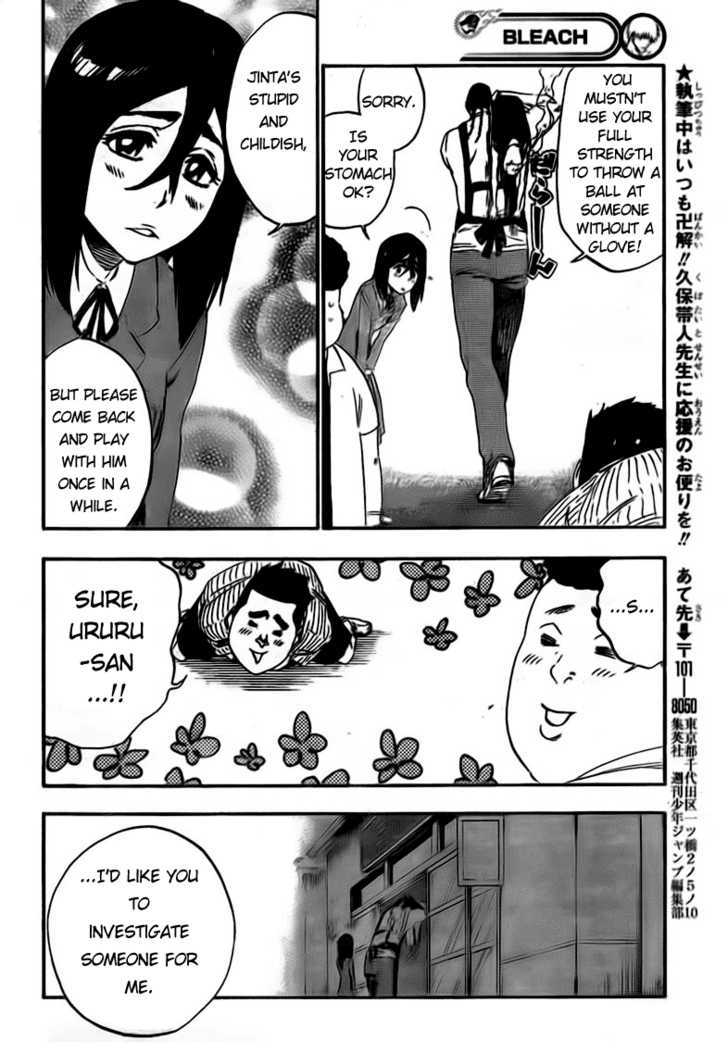 BLEACH
YOU
MUSTN'T
USE YOUR
FULL
STRENGTH
TO THROW
A
BALL AT
SOMEONE
WITHOUT A
GLOVE!
SORRY.
IS
YOUR
STOMACH
OK?
JINTA'S
STUPID
AND
CHILDISH,
BUT PLEASE
COME BACK
AND PLAY
WITH HIM
ONCE IN A
WHILE.
...S...
SURE,
URURU
-SAN
...!!
...I'D LIKE YOU
TO
INVESTIGATE
SOMEONE FOR
ME.
★執筆中はいつも卍解!!久保帯人先生に応援のお便りを!! あて先➡〒101―8050
東京都千代田区一ツ橋2ノ5ノ10
集英社 週刊少年ジャンプ編集部